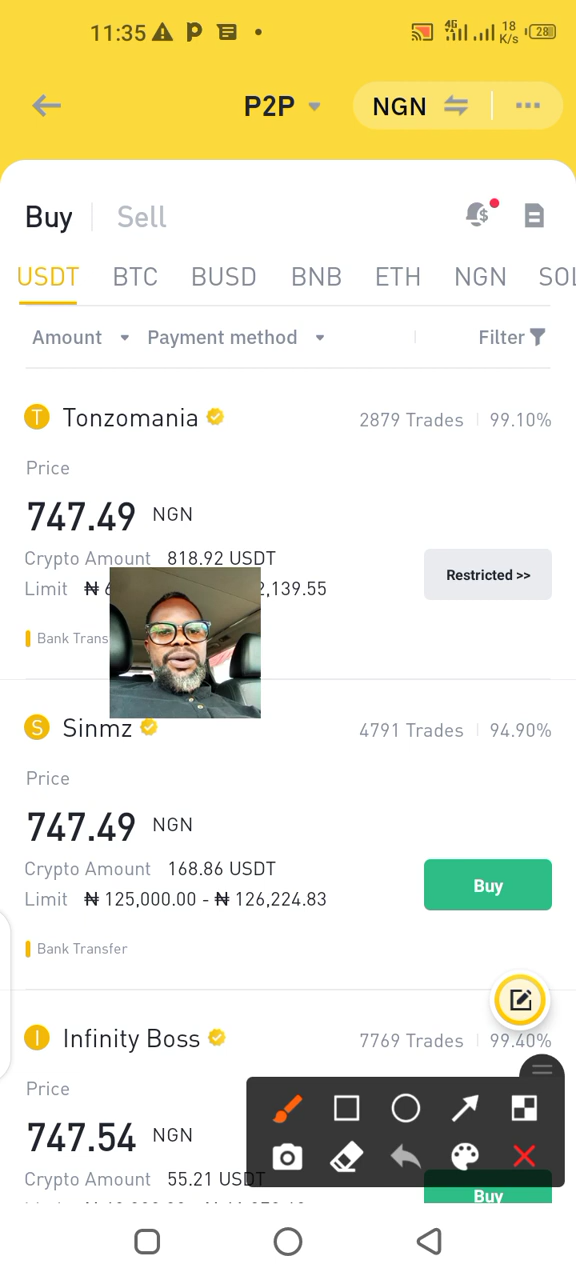 11:35
4G
18
K/s
28
P2P
NGN
Buy
Sell
USDT BTC BUSD BNB ETH NGN SOL
Amount Payment method Filter
T Tonzomania 2879 Trades 99.10%
Price
747.49 NGN
Crypto Amount 818.92 USDT
Limit ₦ 2,139.55
Restricted >>
Bank Trans
S Sinmz 4791 Trades 94.90%
Price
747.49 NGN
Crypto Amount 168.86 USDT
Limit ₦ 125,000.00 - ₦ 126,224.83
Buy
Bank Transfer
I Infinity Boss 7769 Trades 99.40%
Price
747.54 NGN
Crypto Amount 55.21 USDT
Buy